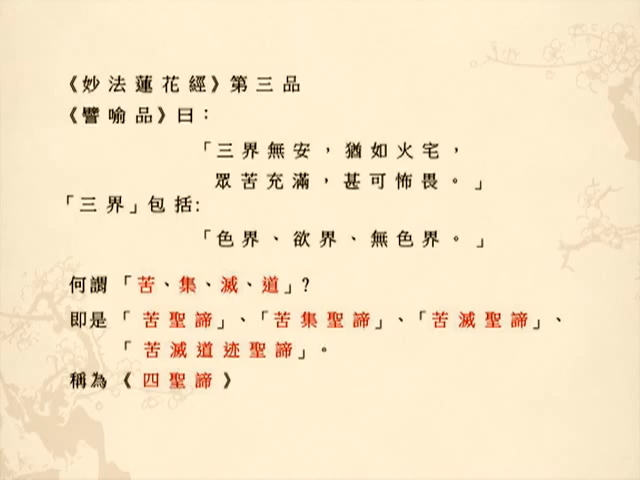 《妙法蓮花經》第三品
《譬喻品》曰：
「三界無安，猶如火宅，
眾苦充滿，甚可怖畏。」
「三界」包括:
「色界、欲界、無色界。」
何謂「苦、集、滅、道」?
即是「苦聖諦」、「苦集聖諦」、「苦滅聖諦」、
「苦滅道迹聖諦」。
稱為《四聖諦》